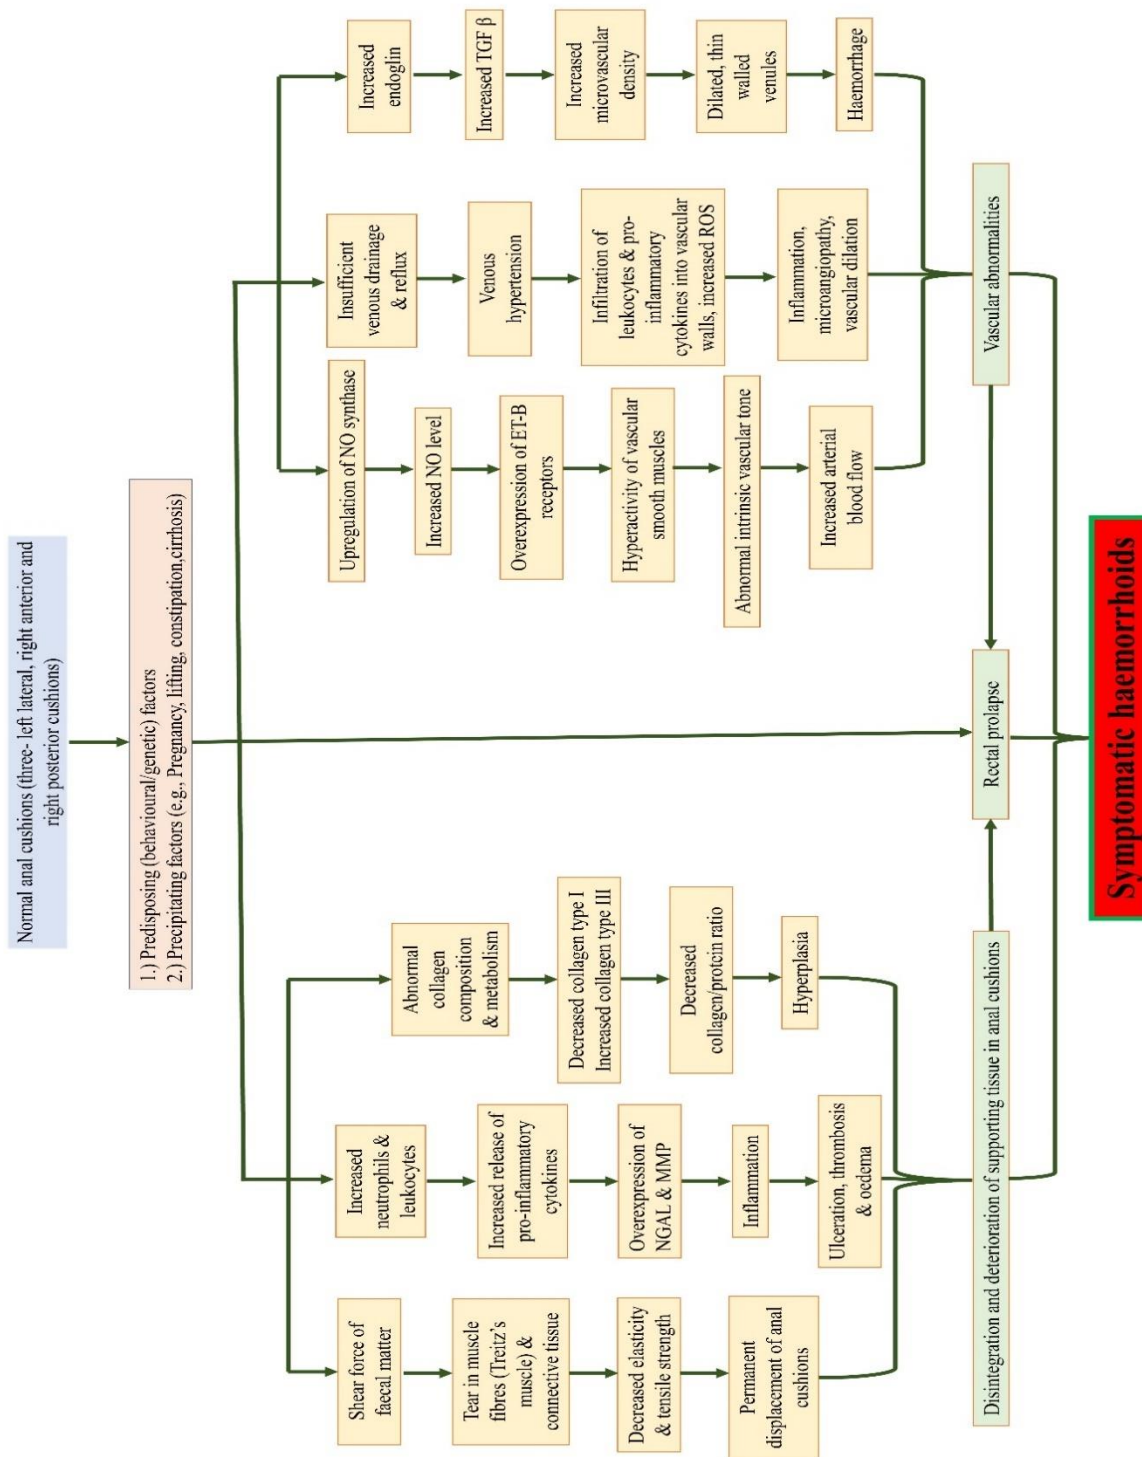 Normal anal cushions (three- left lateral, right anterior and
right posterior cushions)
1.) Predisposing (behavioural/genetic) factors
2.) Precipitating factors (e.g., Pregnancy, lifting, constipation,cirrhosis)
Shear force of
faecal matter
Tear in muscle
fibres (Treitz's
muscle) &
connective tissue
Decreased elasticity
& tensile strength
Permanent
displacement of anal
cushions
Increased
neutrophils &
leukocytes
Increased release of
pro-inflammatory
cytokines
Overexpression of
NGAL & MMP
Inflammation
Ulceration, thrombosis
& oedema
Abnormal
collagen
composition
& metabolism
Decreased collagen type I
Increased collagen type III
Decreased
collagen/protein ratio
Hyperplasia
Upregulation of NO synthase
Increased NO level
Overexpression of ET-B
receptors
Hyperactivity of vascular
smooth muscles
Abnormal intrinsic vascular tone
Increased arterial
blood flow
Insufficient
venous drainage
& reflux
Venous
hypertension
Infiltration of
leukocytes & pro-
inflammatory
cytokines into vascular
walls, increased ROS
Inflammation,
microangiopathy,
vascular dilation
Increased
endoglin
Increased TGF β
Increased
microvascular
density
Dilated, thin
walled
venules
Haemorrhage
Disintegration and deterioration of supporting tissue in anal cushions
Rectal prolapse
Vascular abnormalities
Symptomatic haemorrhoids